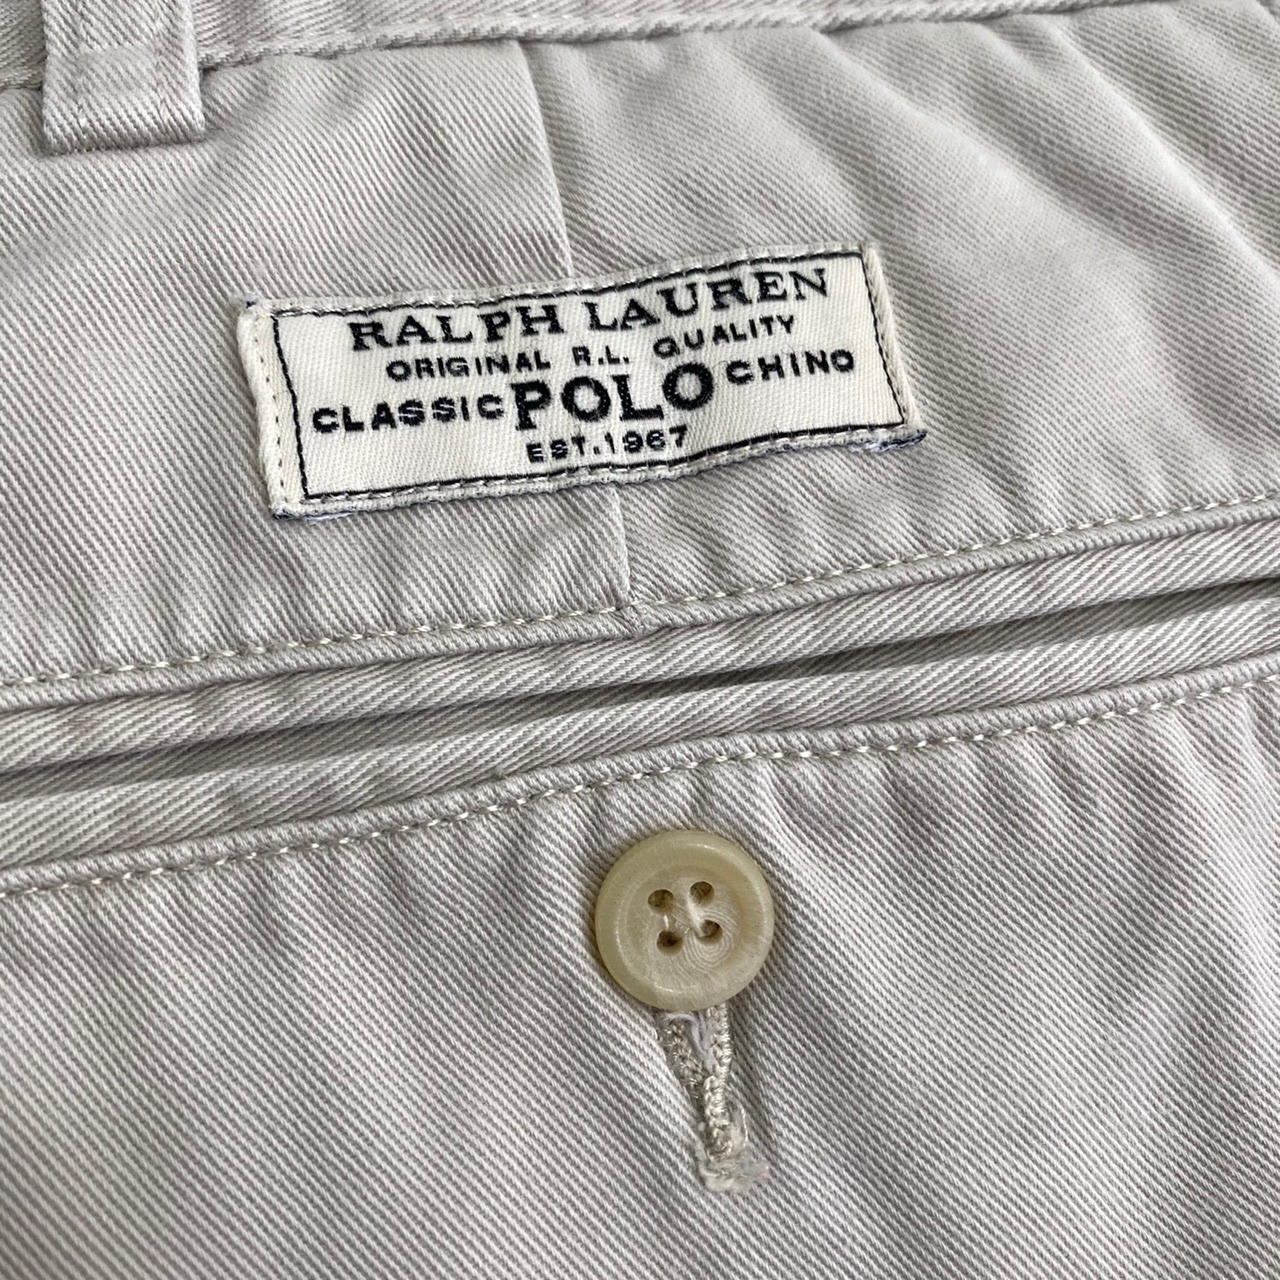 RALPH LAUREN
ORIGINAL R.L. QUALITY
CLASSIC POLO CHINO
EST. 1967